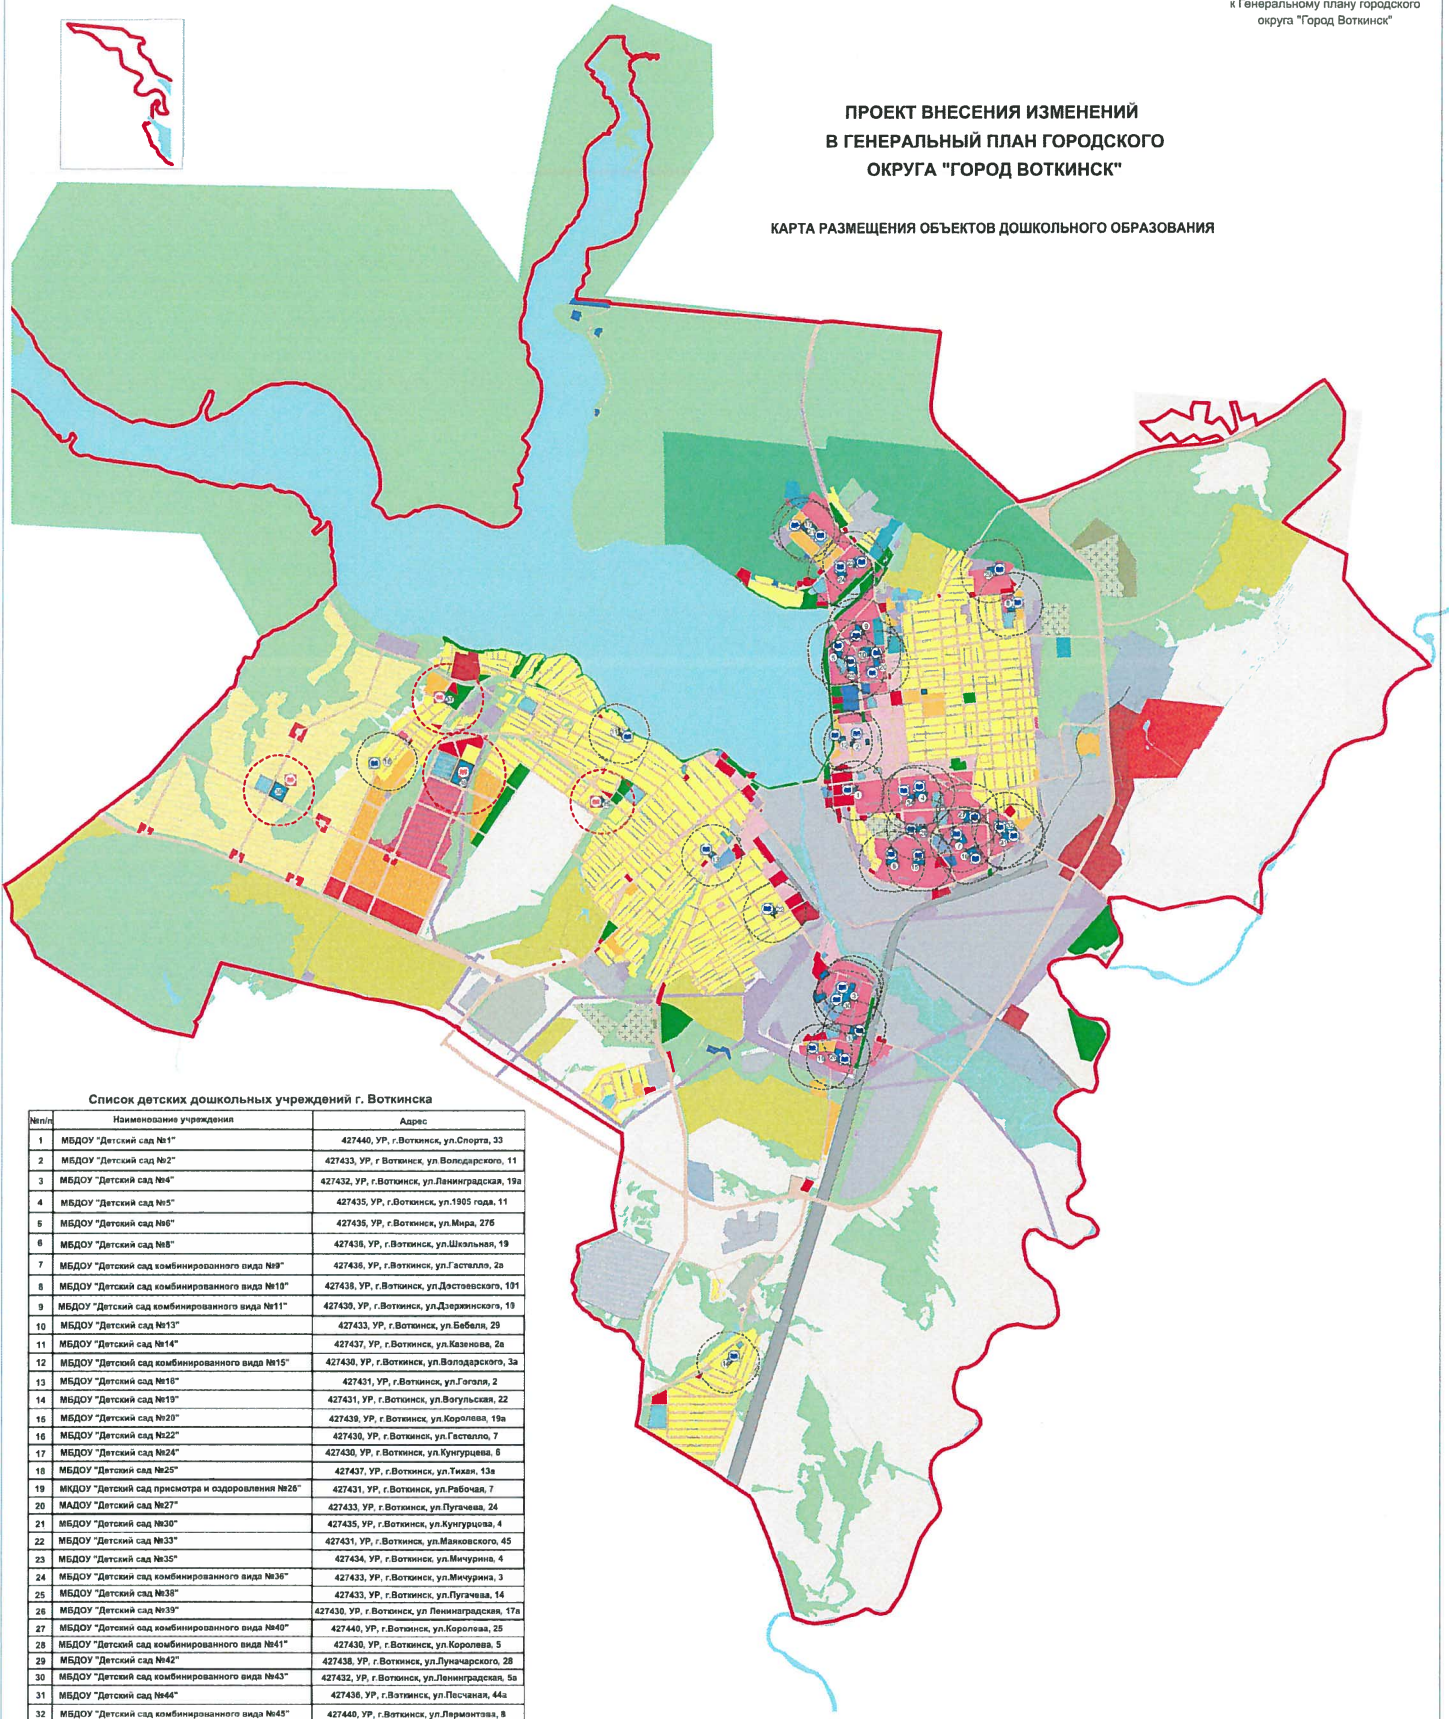 к Генеральному плану городского
округа "Город Воткинск"
ПРОЕКТ ВНЕСЕНИЯ ИЗМЕНЕНИЙ
В ГЕНЕРАЛЬНЫЙ ПЛАН ГОРОДСКОГО
ОКРУГА "ГОРОД ВОТКИНСК"
КАРТА РАЗМЕЩЕНИЯ ОБЪЕКТОВ ДОШКОЛЬНОГО ОБРАЗОВАНИЯ
Список детских дошкольных учреждений г. Воткинска
№п/п Наименование учреждения Адрес
1 МБДОУ "Детский сад №1" 427440, УР, г.Воткинск, ул.Спорта, 33
2 МБДОУ "Детский сад №2" 427433, УР, г Воткинск, ул.Володарского, 11
3 МБДОУ "Детский сад №4" 427432, УР, г.Воткинск, ул.Ленинградская, 19а
4 МБДОУ "Детский сад №5" 427435, УР, г.Воткинск, ул.1905 года, 11
5 МБДОУ "Детский сад №6" 427435, УР, г.Воткинск, ул.Мира, 27б
6 МБДОУ "Детский сад №8" 427436, УР, г.Воткинск, ул.Школьная, 19
7 МБДОУ "Детский сад комбинированного вида №9" 427436, УР, г.Воткинск, ул.Гастелло, 2а
8 МБДОУ "Детский сад комбинированного вида №10" 427438, УР, г.Воткинск, ул.Достоевского, 101
9 МБДОУ "Детский сад комбинированного вида №11" 427430, УР, г.Воткинск, ул.Дзержинского, 19
10 МБДОУ "Детский сад №13" 427433, УР, г.Воткинск, ул.Бебеля, 29
11 МБДОУ "Детский сад №14" 427437, УР, г.Воткинск, ул.Казенова, 2а
12 МБДОУ "Детский сад комбинированного вида №15" 427430, УР, г.Воткинск, ул.Володарского, 3а
13 МБДОУ "Детский сад №18" 427431, УР, г.Воткинск, ул.Гоголя, 2
14 МБДОУ "Детский сад №19" 427431, УР, г.Воткинск, ул.Вогульская, 22
15 МБДОУ "Детский сад №20" 427439, УР, г.Воткинск, ул.Королева, 19а
16 МБДОУ "Детский сад №22" 427430, УР, г.Воткинск, ул.Гастелло, 7
17 МБДОУ "Детский сад №24" 427430, УР, г.Воткинск, ул.Кунгурцева, 6
18 МБДОУ "Детский сад №25" 427437, УР, г.Воткинск, ул.Тихая, 13а
19 МКДОУ "Детский сад присмотра и оздоровления №26" 427431, УР, г.Воткинск, ул.Рабочая, 7
20 МАДОУ "Детский сад №27" 427433, УР, г.Воткинск, ул.Пугачева, 24
21 МБДОУ "Детский сад №30" 427435, УР, г.Воткинск, ул.Кунгурцева, 4
22 МБДОУ "Детский сад №33" 427431, УР, г.Воткинск, ул.Маяковского, 45
23 МБДОУ "Детский сад №35" 427434, УР, г.Воткинск, ул.Мичурина, 4
24 МБДОУ "Детский сад комбинированного вида №36" 427433, УР, г.Воткинск, ул.Мичурина, 3
25 МБДОУ "Детский сад №38" 427433, УР, г.Воткинск, ул.Пугачева, 14
26 МБДОУ "Детский сад №39" 427430, УР, г.Воткинск, ул Ленинградская, 17а
27 МБДОУ "Детский сад комбинированного вида №40" 427440, УР, г.Воткинск, ул.Королева, 25
28 МБДОУ "Детский сад комбинированного вида №41" 427430, УР, г.Воткинск, ул.Королева, 5
29 МБДОУ "Детский сад №42" 427438, УР, г.Воткинск, ул.Луначарского, 28
30 МБДОУ "Детский сад комбинированного вида №43" 427432, УР, г.Воткинск, ул.Ленинградская, 5а
31 МБДОУ "Детский сад №44" 427436, УР, г.Воткинск, ул.Песчаная, 44а
32 МБДОУ "Детский сад комбинированного вида №45" 427440, УР, г.Воткинск, ул.Лермонтова, 8